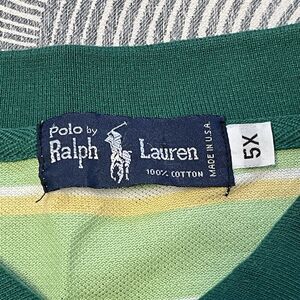 Polo by
Ralph Lauren
100% COTTON
MADE IN U.S.A.
5X